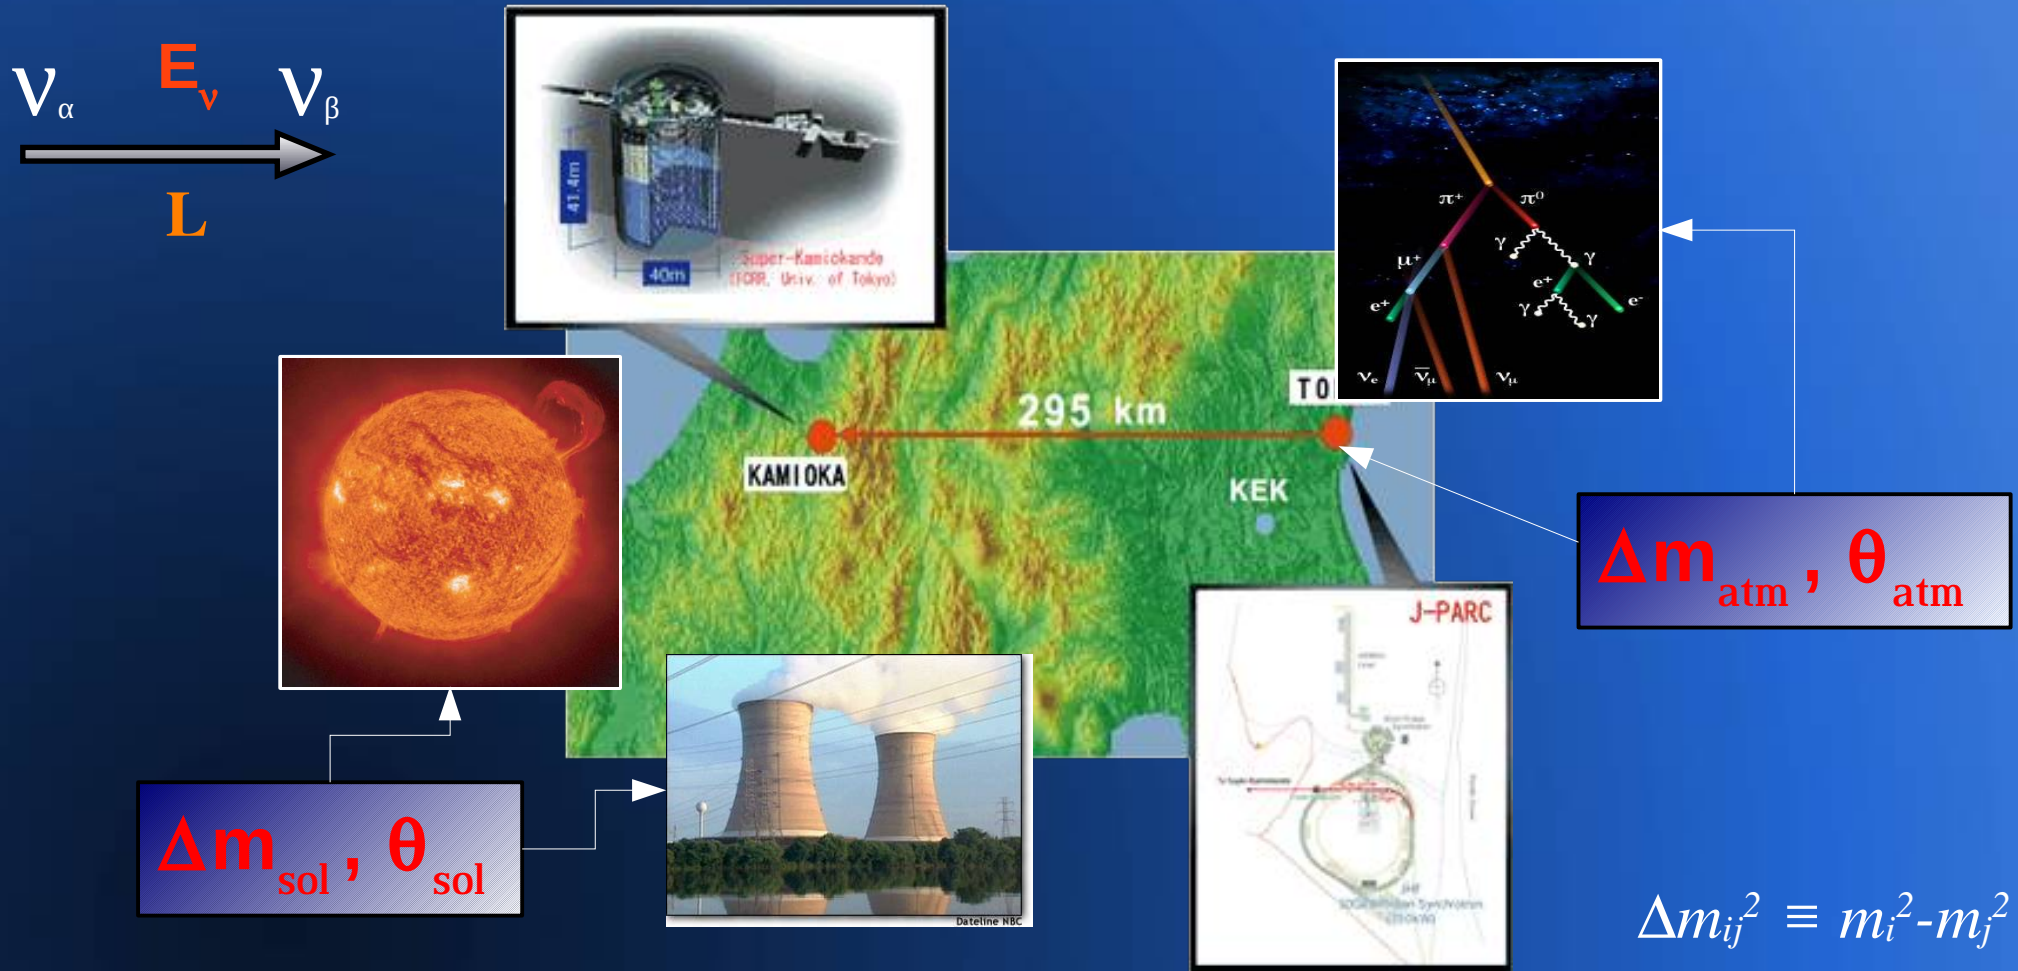 να Eν νβ
L
41.4m
40m
Super-Kamiokande
(ICRR, Univ. of Tokyo)
π+ π0
γ γ
μ+
e+ e+ e-
γ γ
νe ν̅μ νμ
295 km
TO
KAMIOKA
KEK
Δmatm , θatm
J-PARC
Δmsol , θsol
Dateline NBC
Δmij2 ≡ mi2-mj2